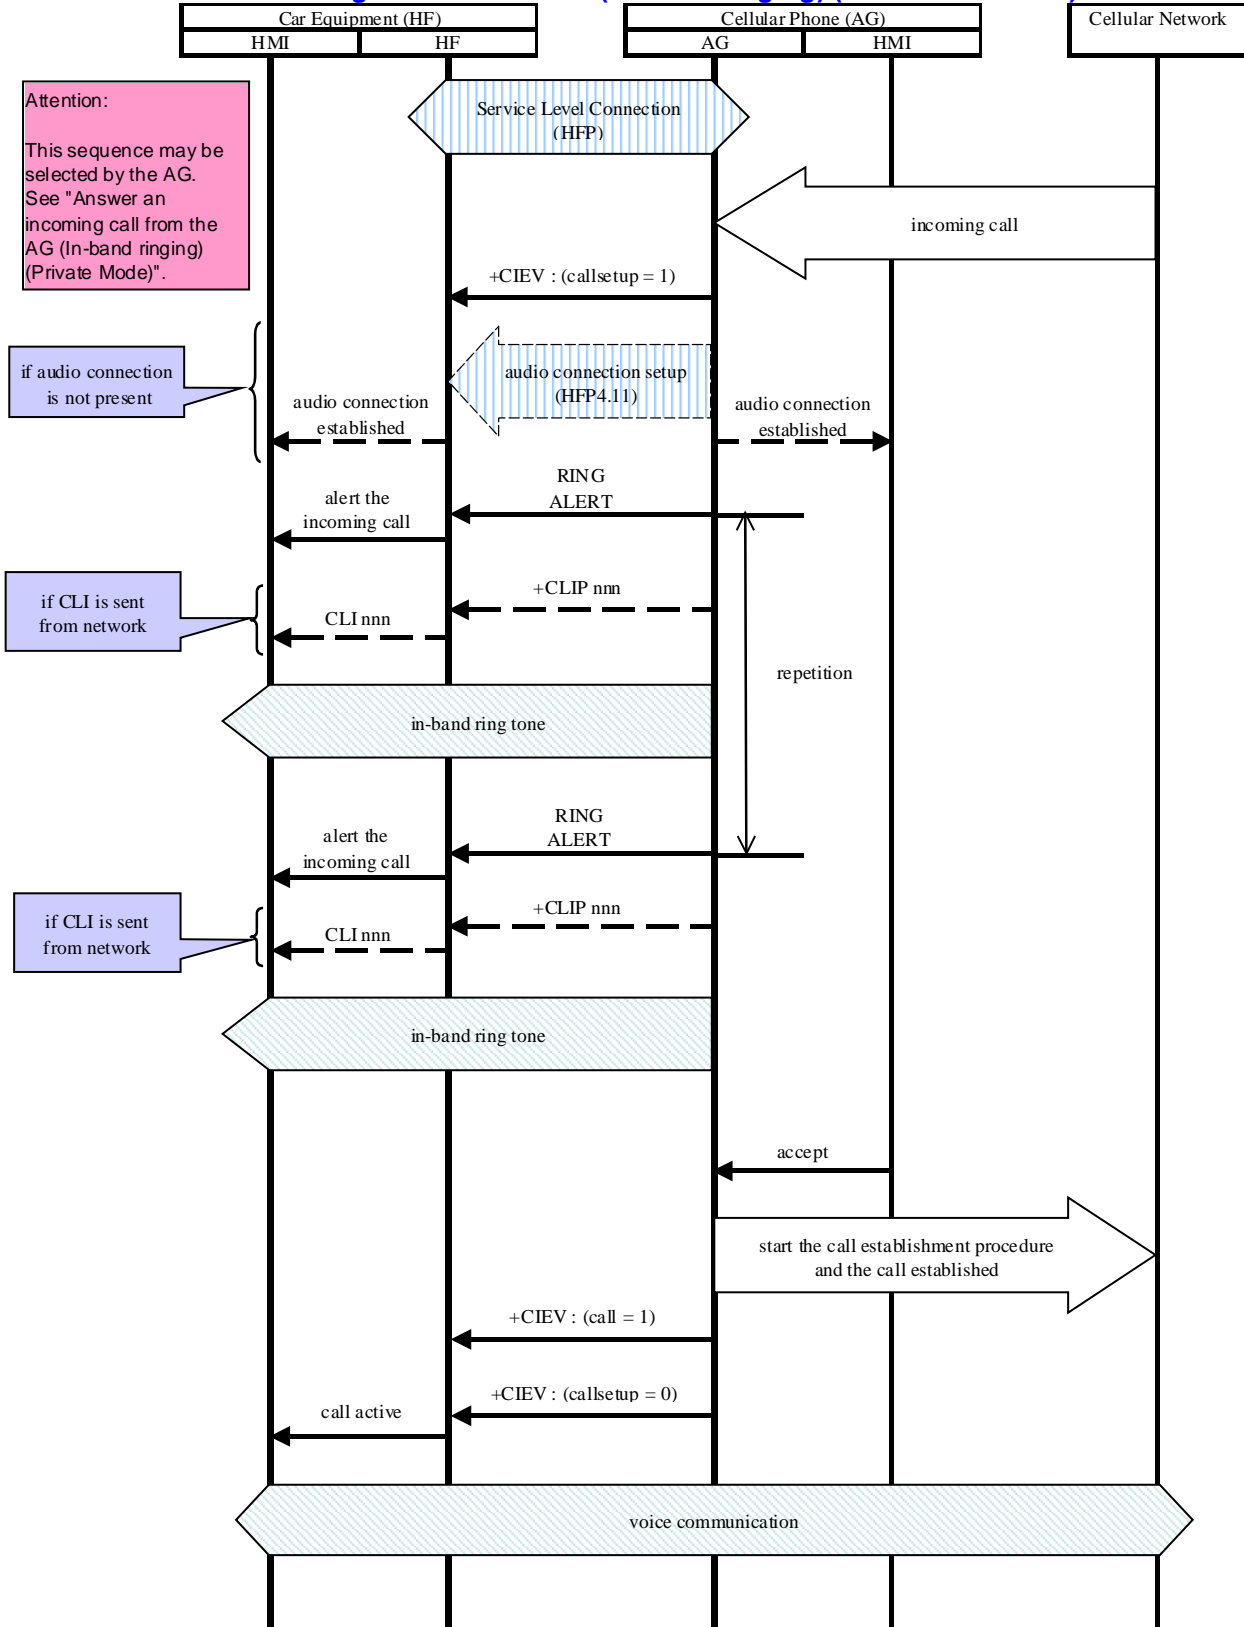 Car Equipment (HF)
Cellular Phone (AG)
Cellular Network
HMI
HF
AG
HMI
Attention:
This sequence may be
selected by the AG.
See "Answer an
incoming call from the
AG (In-band ringing)
(Private Mode)".
Service Level Connection
(HFP)
incoming call
+CIEV : (callsetup = 1)
if audio connection
is not present
audio connection setup
(HFP4.11)
audio connection
established
audio connection
established
RING
ALERT
alert the
incoming call
if CLI is sent
from network
+CLIP nnn
CLI nnn
repetition
in-band ring tone
RING
ALERT
alert the
incoming call
if CLI is sent
from network
+CLIP nnn
CLI nnn
in-band ring tone
accept
start the call establishment procedure
and the call established
+CIEV : (call = 1)
+CIEV : (callsetup = 0)
call active
voice communication